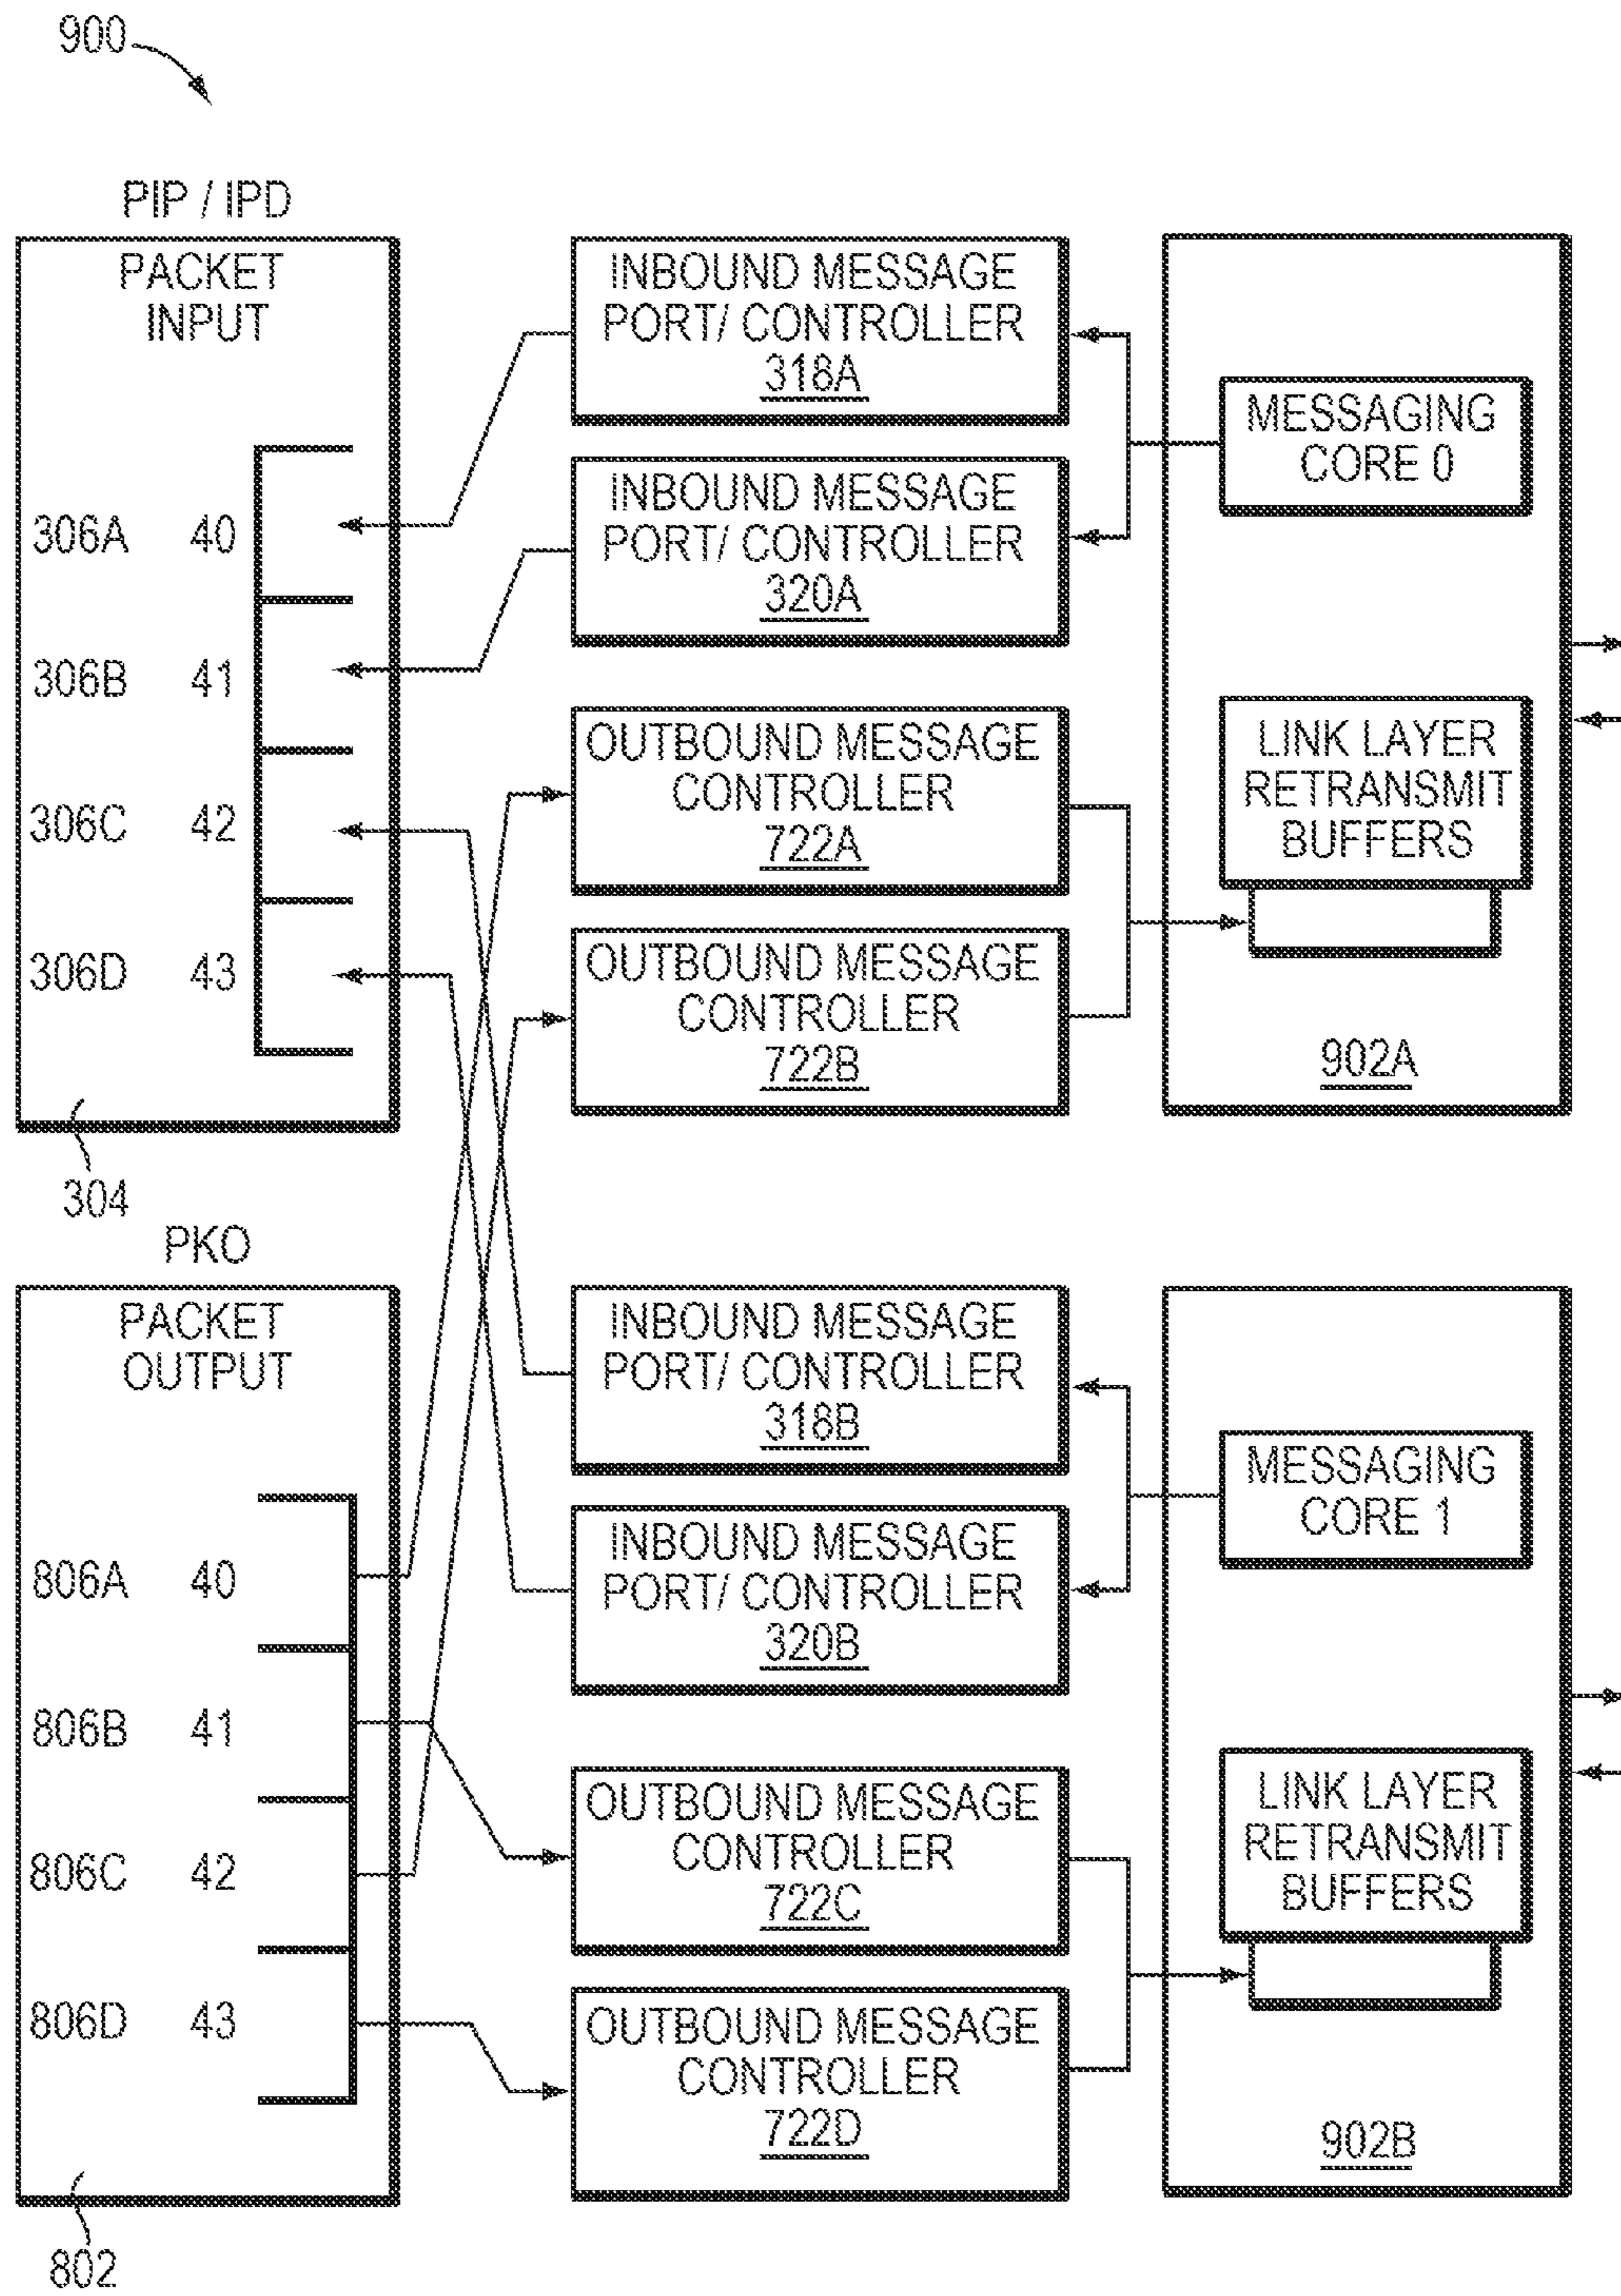 900
PIP / IPD
PACKET
INPUT
306A 40
306B 41
306C 42
306D 43
304
INBOUND MESSAGE
PORT/ CONTROLLER
318A
INBOUND MESSAGE
PORT/ CONTROLLER
320A
OUTBOUND MESSAGE
CONTROLLER
722A
OUTBOUND MESSAGE
CONTROLLER
722B
MESSAGING
CORE 0
LINK LAYER
RETRANSMIT
BUFFERS
902A
PKO
PACKET
OUTPUT
806A 40
806B 41
806C 42
806D 43
802
INBOUND MESSAGE
PORT/ CONTROLLER
318B
INBOUND MESSAGE
PORT/ CONTROLLER
320B
OUTBOUND MESSAGE
CONTROLLER
722C
OUTBOUND MESSAGE
CONTROLLER
722D
MESSAGING
CORE 1
LINK LAYER
RETRANSMIT
BUFFERS
902B